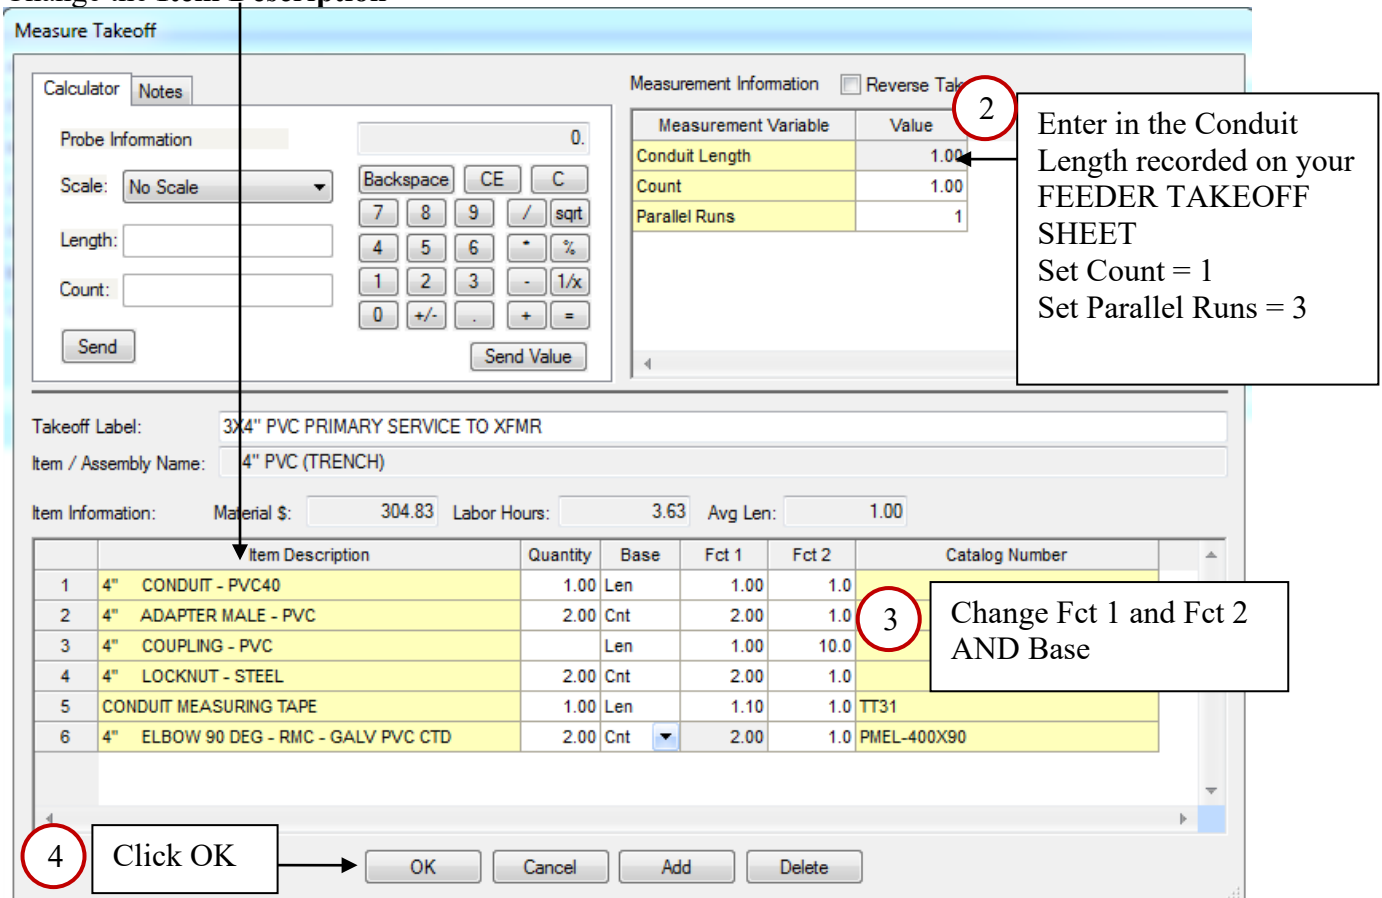 Change the Item Description
Measure Takeoff
Calculator Notes
Probe Information
0.
Scale: No Scale
Backspace CE C
7 8 9 / sqrt
Length:
4 5 6 * %
1 2 3 - 1/x
Count:
0 +/- . + =
Send
Send Value
Measurement Information Reverse Take
Measurement Variable Value
Conduit Length 1.00
Count 1.00
Parallel Runs 1
2
Enter in the Conduit
Length recorded on your
FEEDER TAKEOFF
SHEET
Set Count = 1
Set Parallel Runs = 3
Takeoff Label: 3X4" PVC PRIMARY SERVICE TO XFMR
Item / Assembly Name: 4" PVC (TRENCH)
Item Information: Material $: 304.83 Labor Hours: 3.63 Avg Len: 1.00
Item Description Quantity Base Fct 1 Fct 2 Catalog Number
1 4" CONDUIT - PVC40 1.00 Len 1.00 1.0
2 4" ADAPTER MALE - PVC 2.00 Cnt 2.00 1.0
3 4" COUPLING - PVC Len 1.00 10.0
4 4" LOCKNUT - STEEL 2.00 Cnt 2.00 1.0
5 CONDUIT MEASURING TAPE 1.00 Len 1.10 1.0 TT31
6 4" ELBOW 90 DEG - RMC - GALV PVC CTD 2.00 Cnt 2.00 1.0 PMEL-400X90
3
Change Fct 1 and Fct 2
AND Base
4
Click OK
OK Cancel Add Delete